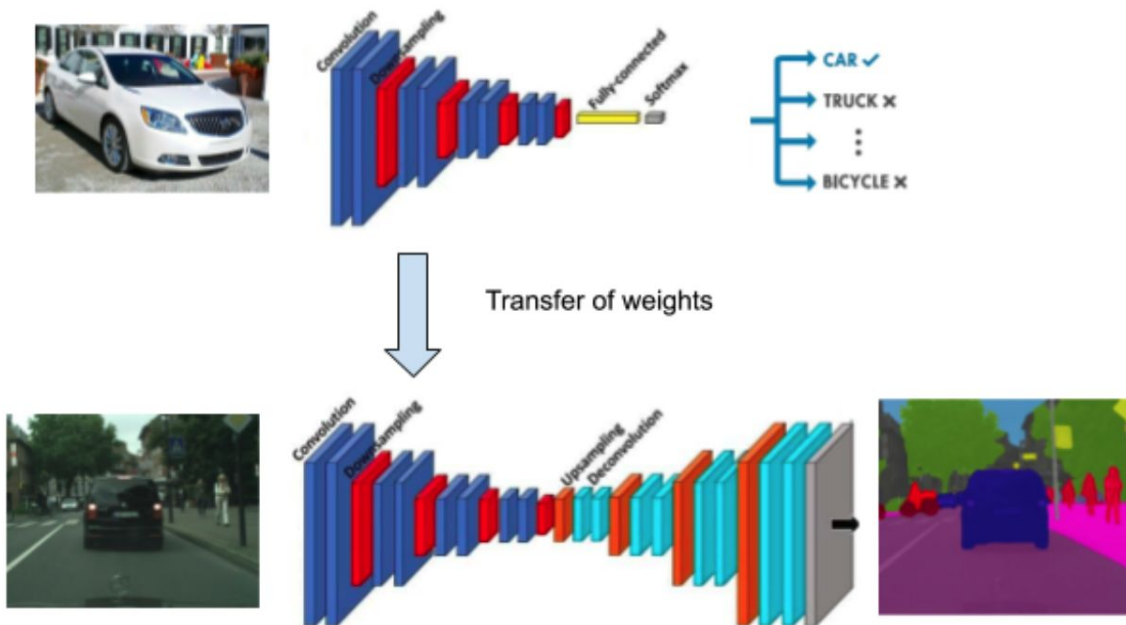 Convolution
Downsampling
Fully-connected
Softmax
CAR ✓
TRUCK ×
BICYCLE ×
Transfer of weights
Convolution
Downsampling
Upsampling
Deconvolution